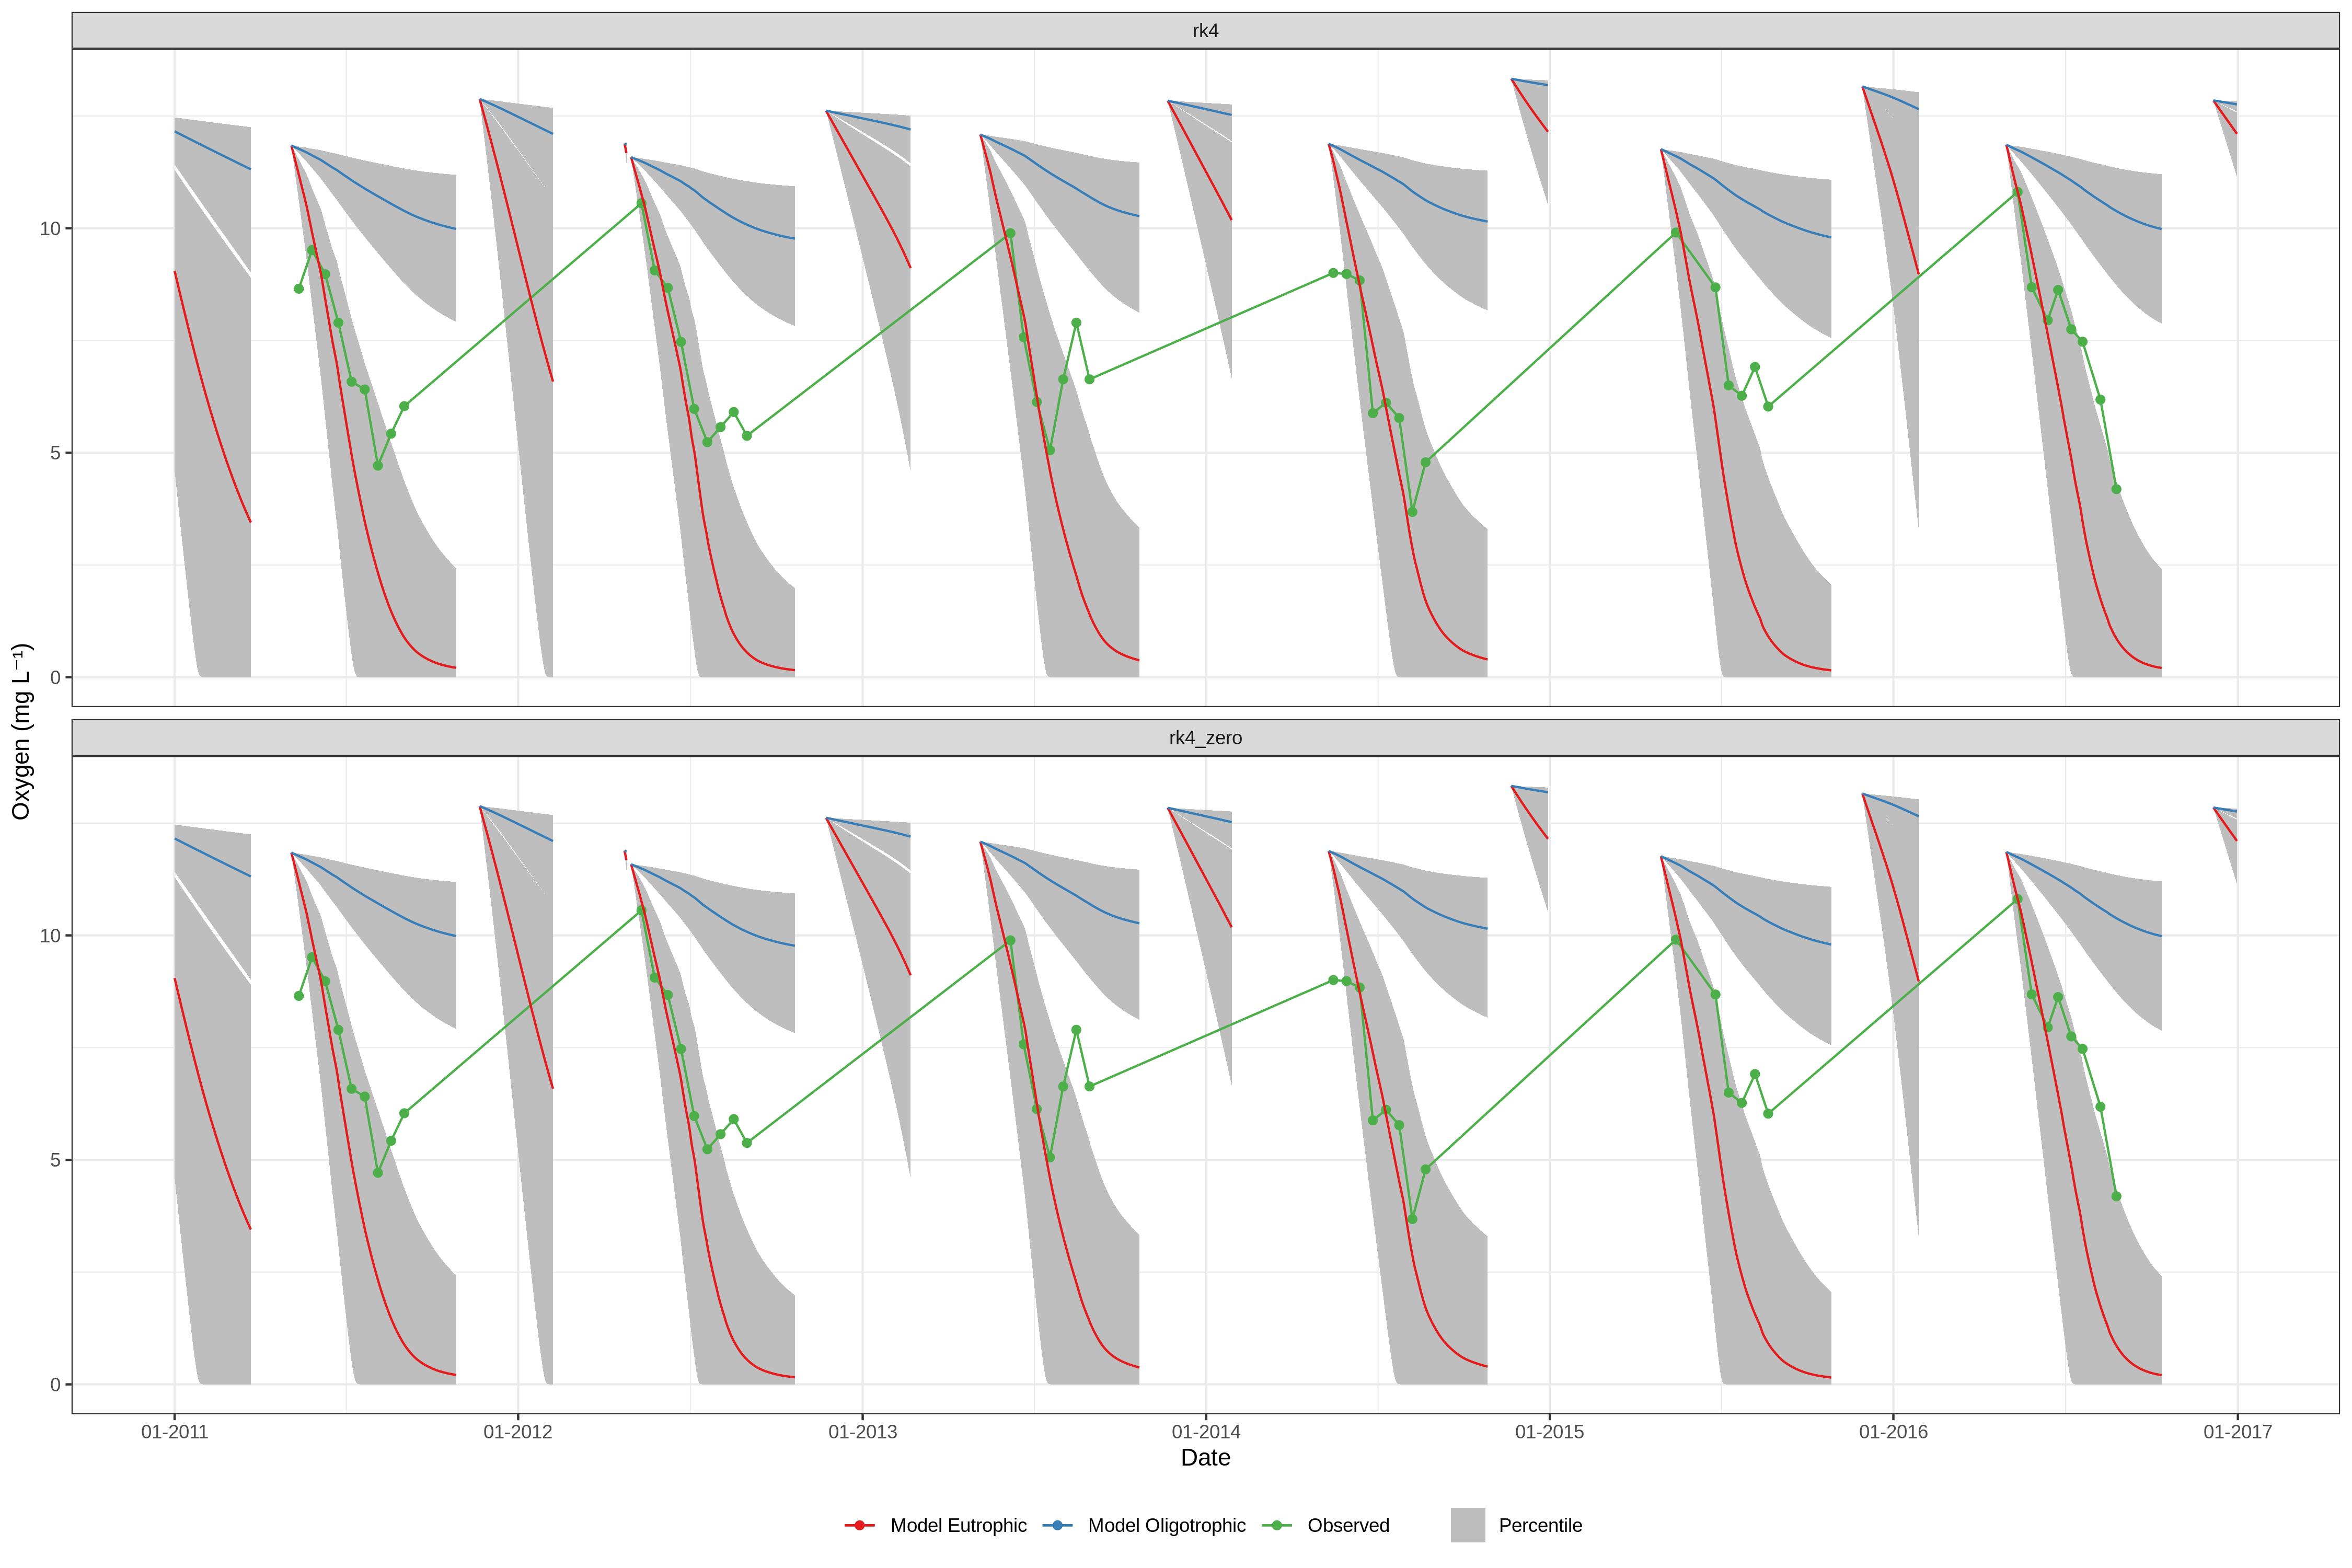 rk4
10
5
0
Oxygen (mg L⁻¹)
rk4_zero
10
5
0
01-2011 01-2012 01-2013 01-2014 01-2015 01-2016 01-2017
Date
Model Eutrophic Model Oligotrophic Observed Percentile